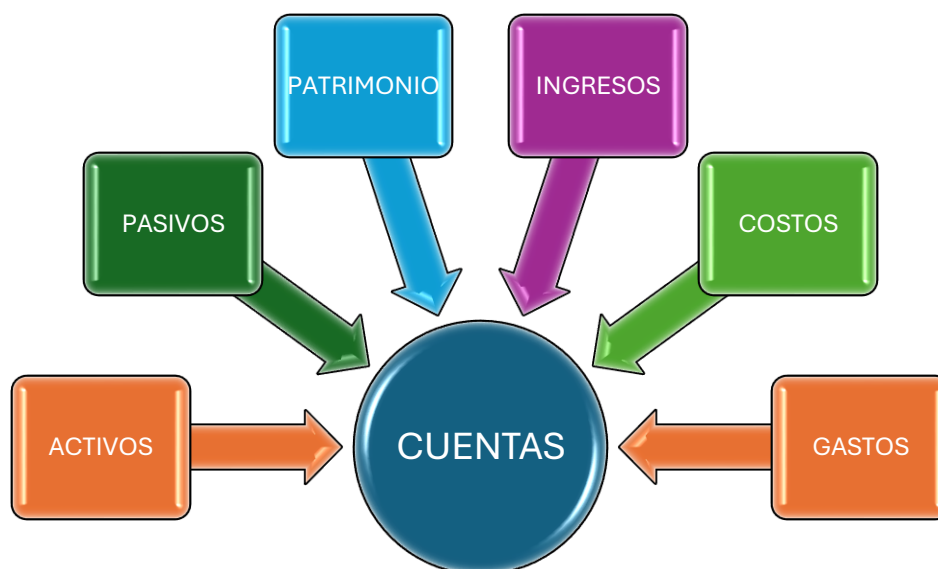 PATRIMONIO
INGRESOS
PASIVOS
COSTOS
ACTIVOS
CUENTAS
GASTOS